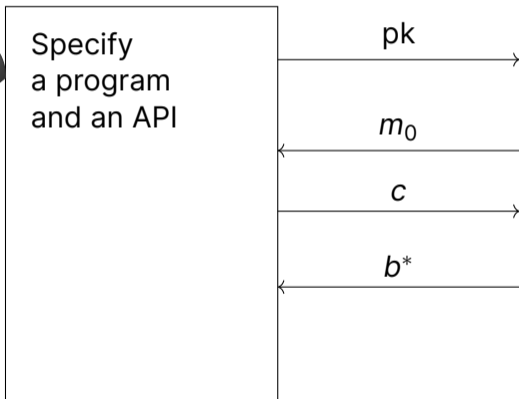 Specify
a program
and an API
pk
m₀
c
b*